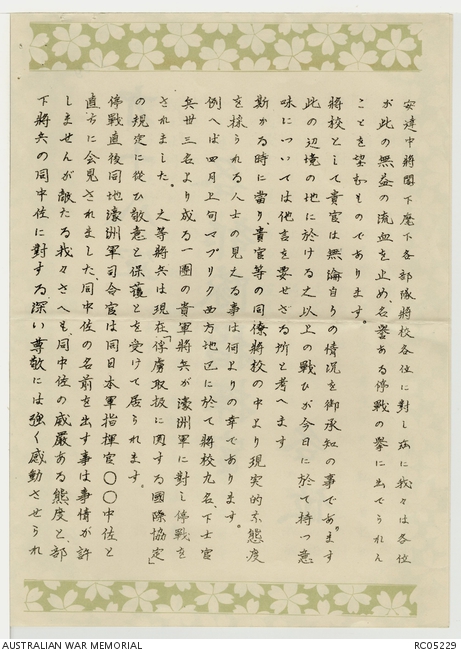 安達中將閣下麾下各部隊將校各位に對し茲に我々は各位
が此の無益の流血を止め、名譽ある停戰の擧に出でられん
ことを望むものであります。
將校として貴官は無論自りの情況を御承知の事であます
此の辺境の地に於ける之以上の戰ひが今日に於て持つ意
味については他言を要せざる所と考へます
斯かる時に當り、貴官等の同僚將校の中より現実的な態度
を採られる人士の見える事は何よりの幸であります。
例へば四月上旬マプリク西方地辺に於て將校九名、下士官
兵卅三名より成る一團の貴軍將兵が濠洲軍に對し停戰を
されました。之等將兵は現在「俘虜取扱に関する國際協定」
の規定に從ひ敬意と保護とを受けて居られます。
停戰直後同地濠洲軍司令官は同日本軍指揮官〇〇中佐と
直ちに会見されました、同中佐の名前を出す事は事情が許
しませんが敵たる我々さへも同中佐の威嚴ある態度と、部
下將兵の同中佐に對する深い尊敬には強く感動させられ
AUSTRALIAN WAR MEMORIAL
RC05229